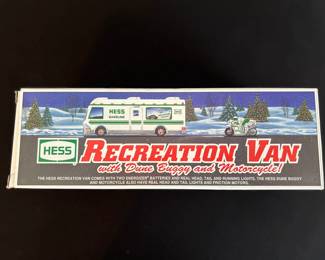 HESS
GASOLINE
HESS
RECREATION VAN
with Dune Buggy and Motorcycle!
THE HESS RECREATION VAN COMES WITH TWO ENERGIZER® BATTERIES AND REAL HEAD, TAIL AND RUNNING LIGHTS. THE HESS DUNE BUGGY
AND MOTORCYCLE ALSO HAVE REAL HEAD AND TAIL LIGHTS AND FRICTION MOTORS.